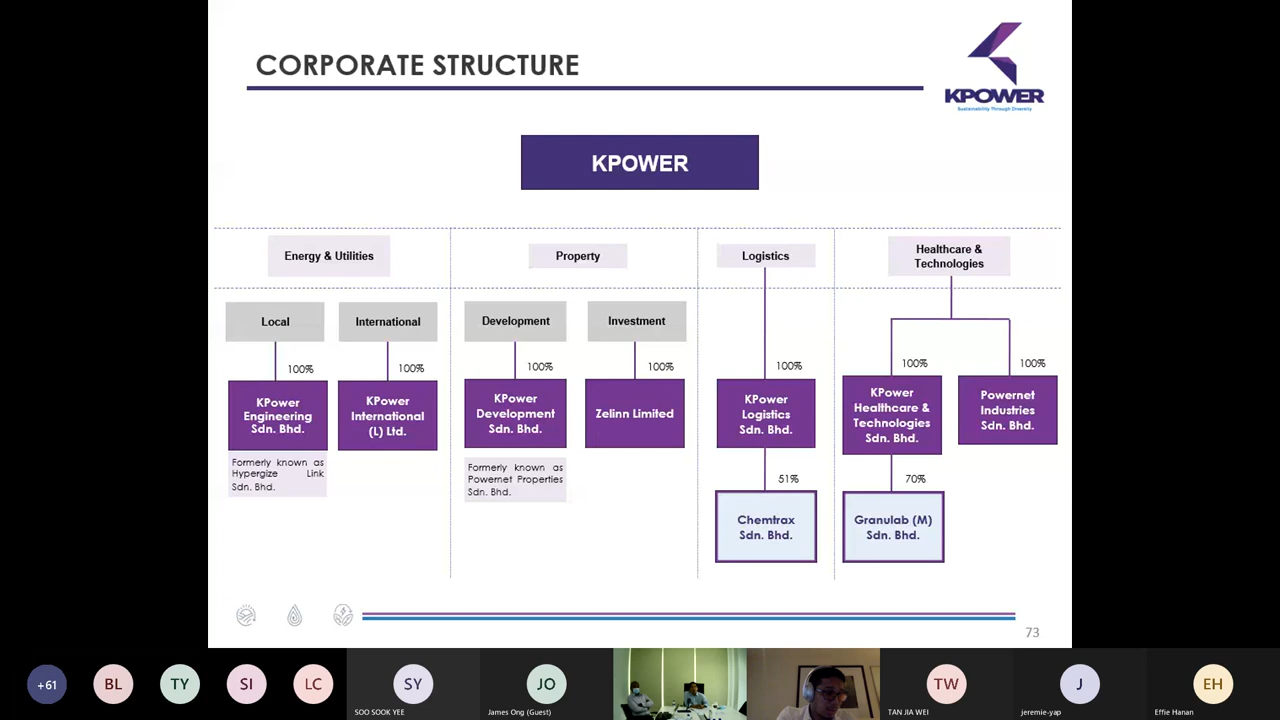 CORPORATE STRUCTURE
KPOWER
Sustainability Through Diversity
KPOWER
Energy & Utilities
Property
Logistics
Healthcare &
Technologies
Local
International
Development
Investment
100%
100%
100%
100%
100%
100%
100%
KPower
Engineering
Sdn. Bhd.
KPower
International
(L) Ltd.
KPower
Development
Sdn. Bhd.
Zelinn Limited
KPower
Logistics
Sdn. Bhd.
KPower
Healthcare &
Technologies
Sdn. Bhd.
Powernet
Industries
Sdn. Bhd.
Formerly known as
Hypergize Link
Sdn. Bhd.
Formerly known as
Powernet Properties
Sdn. Bhd.
51%
70%
Chemtrax
Sdn. Bhd.
Granulab (M)
Sdn. Bhd.
73
+61
BL
TY
SI
LC
SY
SOO SOOK YEE
JO
James Ong (Guest)
TW
TAN JIA WEI
J
jeremie-yap
EH
Effie Hanan